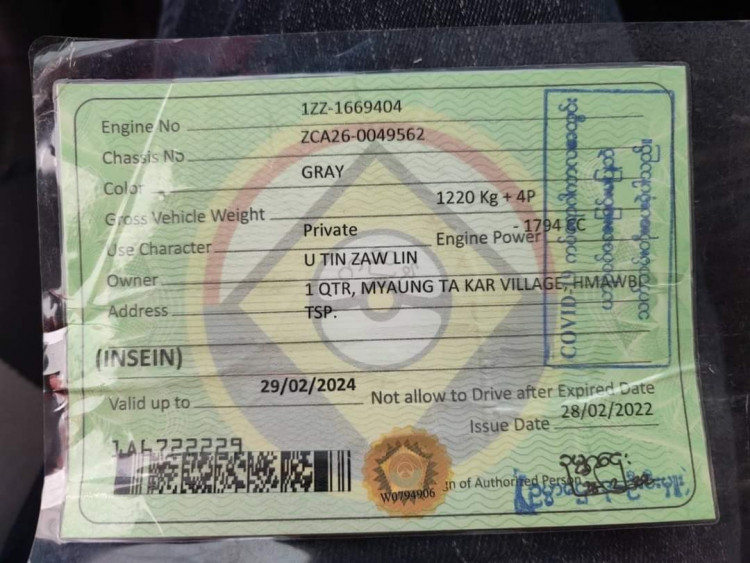 Engine No 1ZZ-1669404
Chassis No ZCA26-0049562
Color GRAY
Gross Vehicle Weight 1220 Kg + 4P
Use Character Private Engine Power - 1794 CC
Owner U TIN ZAW LIN
Address 1 QTR, MYAUNG TA KAR VILLAGE, HMAWBI
TSP.
(INSEIN)
Valid up to 29/02/2024 Not allow to Drive after Expired Date
Issue Date 28/02/2022
1AL722229
W0794906
gn of Authorized Person
COVID-19